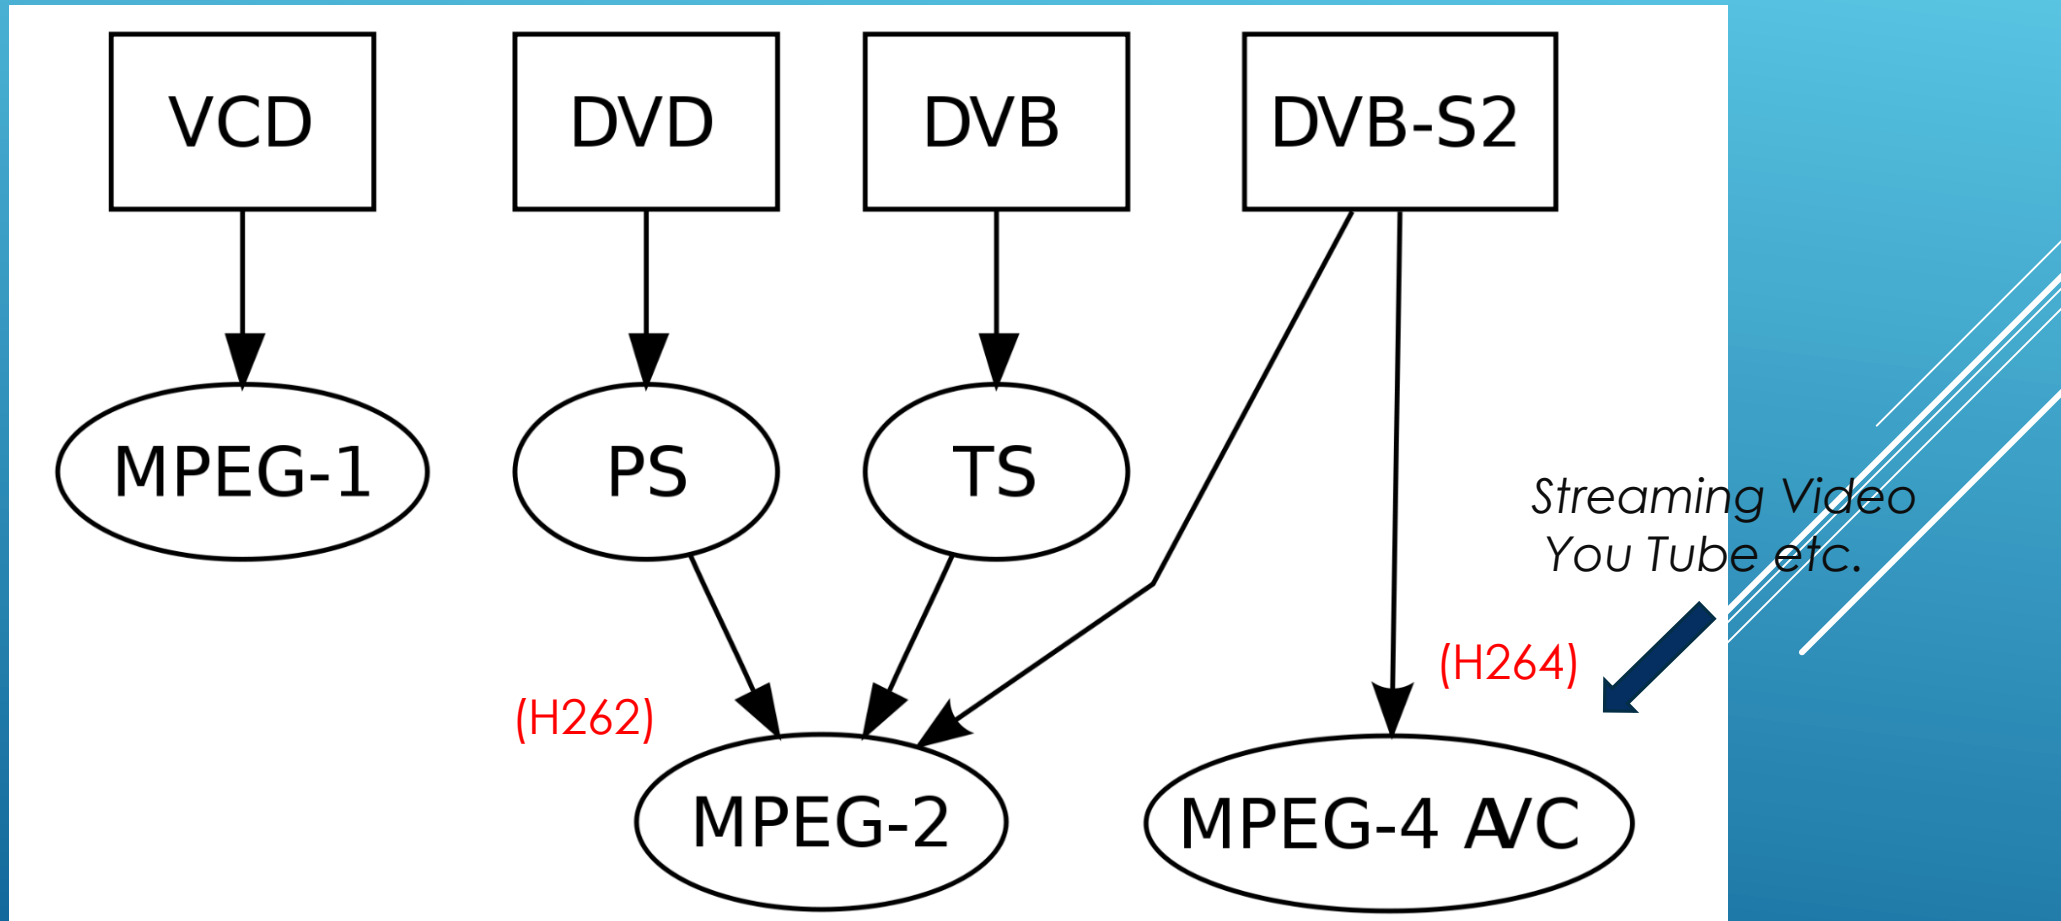 VCD
DVD
DVB
DVB-S2
MPEG-1
PS
TS
Streaming Video
You Tube etc.
(H264)
(H262)
MPEG-2
MPEG-4 AVC